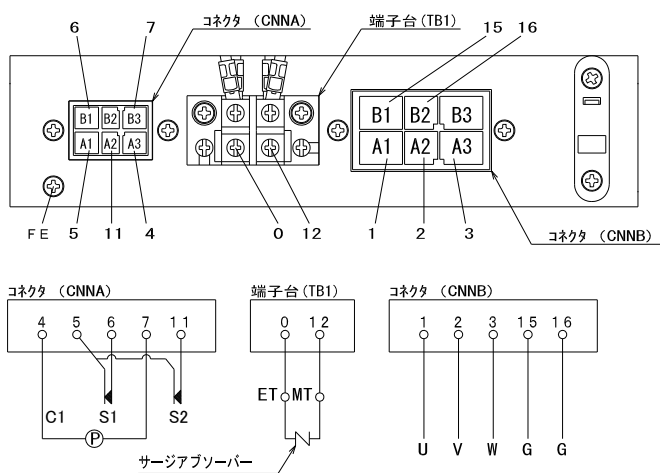 コネクタ (CNNA)
端子台(TB1)
6
7
15
16
B1 B2 B3
A1 A2 A3
B1 B2 B3
A1 A2 A3
FE
5
11
4
0
12
1
2
3
コネクタ (CNNB)
コネクタ (CNNA)
端子台(TB1)
コネクタ (CNNB)
4 5 6 7 11
0 12
1 2 3 15 16
ET
MT
C1
S1
S2
P
U V W G G
サージアブソーバー